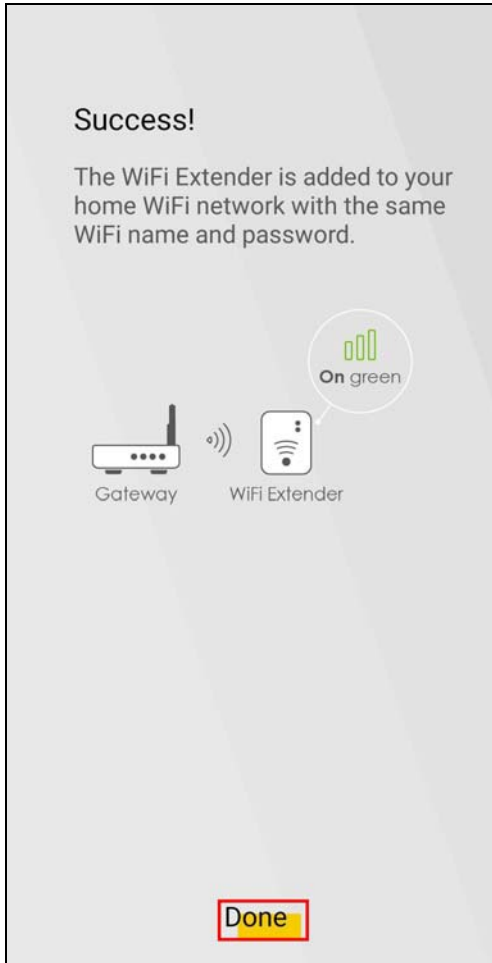 Success!
The WiFi Extender is added to your
home WiFi network with the same
WiFi name and password.
On green
Gateway
WiFi Extender
Done